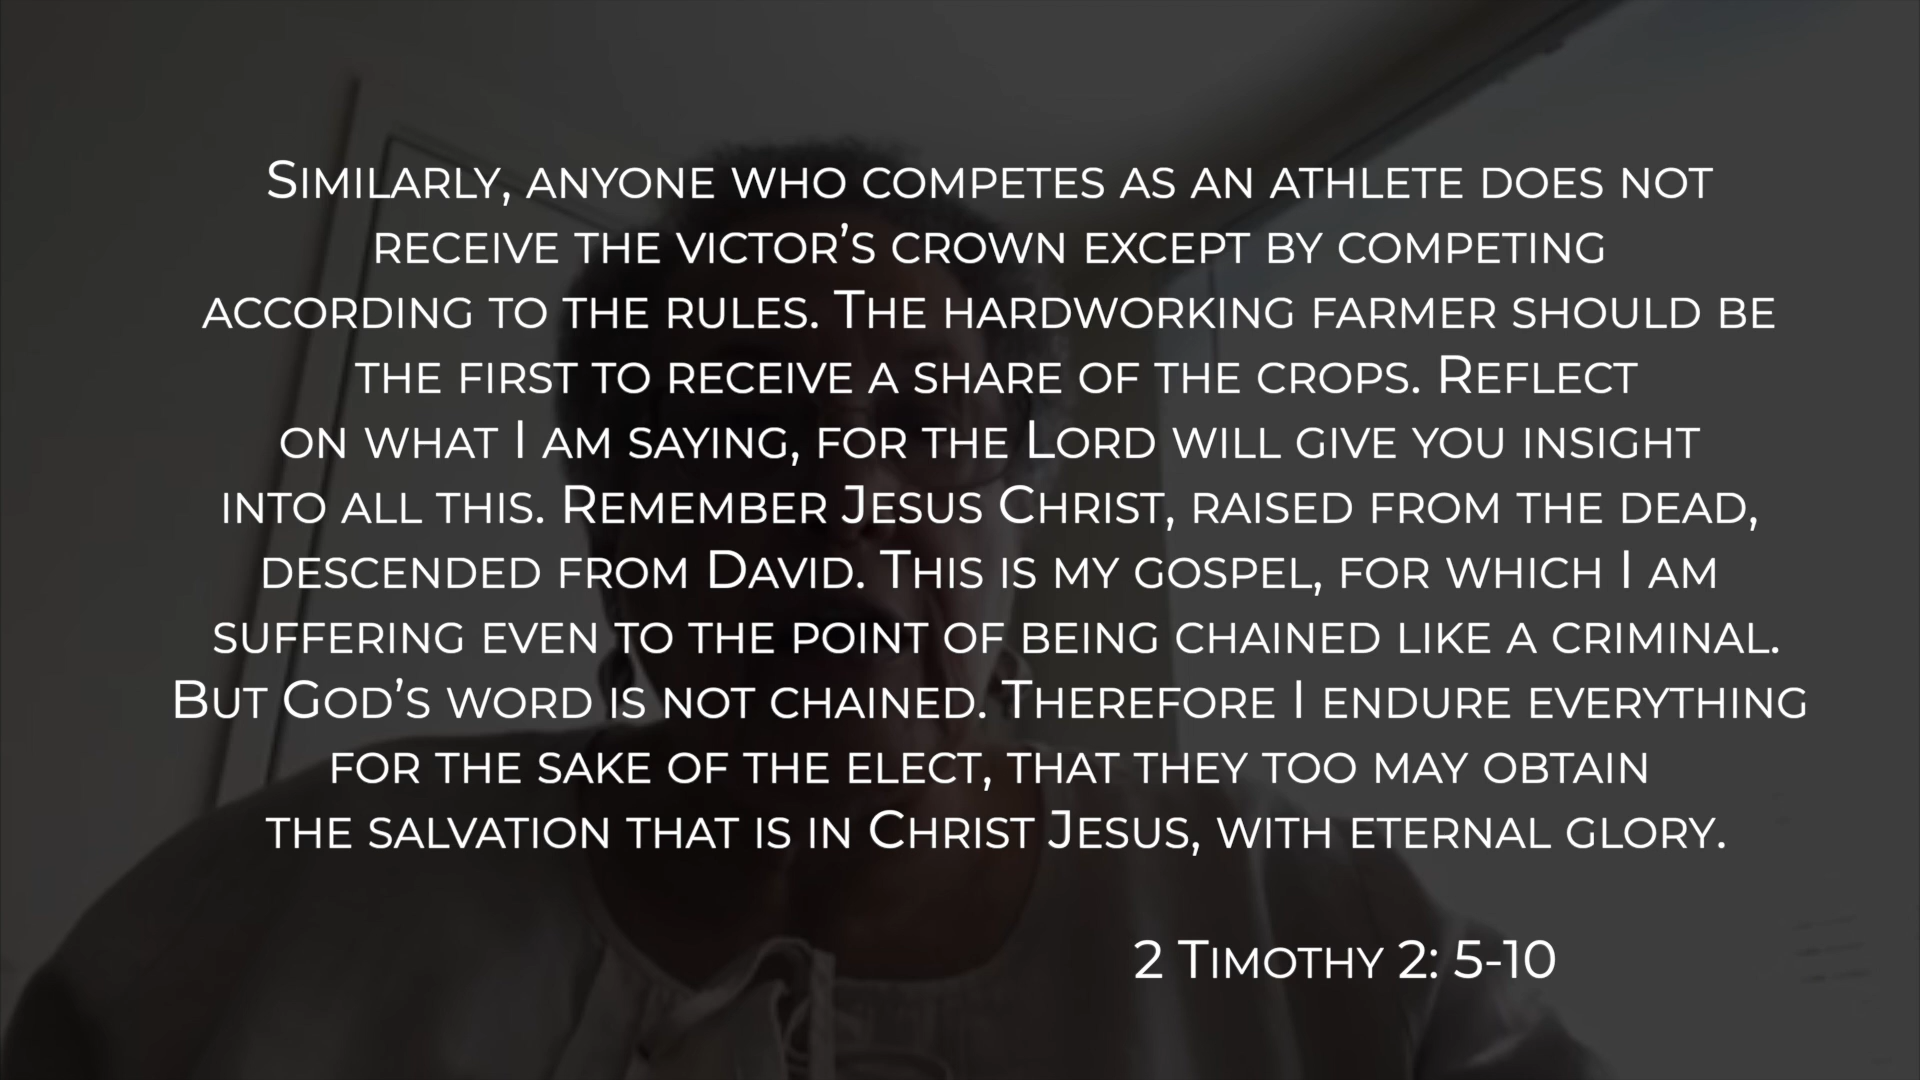 Similarly, anyone who competes as an athlete does not
receive the victor’s crown except by competing
according to the rules. The hardworking farmer should be
the first to receive a share of the crops. Reflect
on what I am saying, for the Lord will give you insight
into all this. Remember Jesus Christ, raised from the dead,
descended from David. This is my gospel, for which I am
suffering even to the point of being chained like a criminal.
But God’s word is not chained. Therefore I endure everything
for the sake of the elect, that they too may obtain
the salvation that is in Christ Jesus, with eternal glory.
2 Timothy 2: 5-10